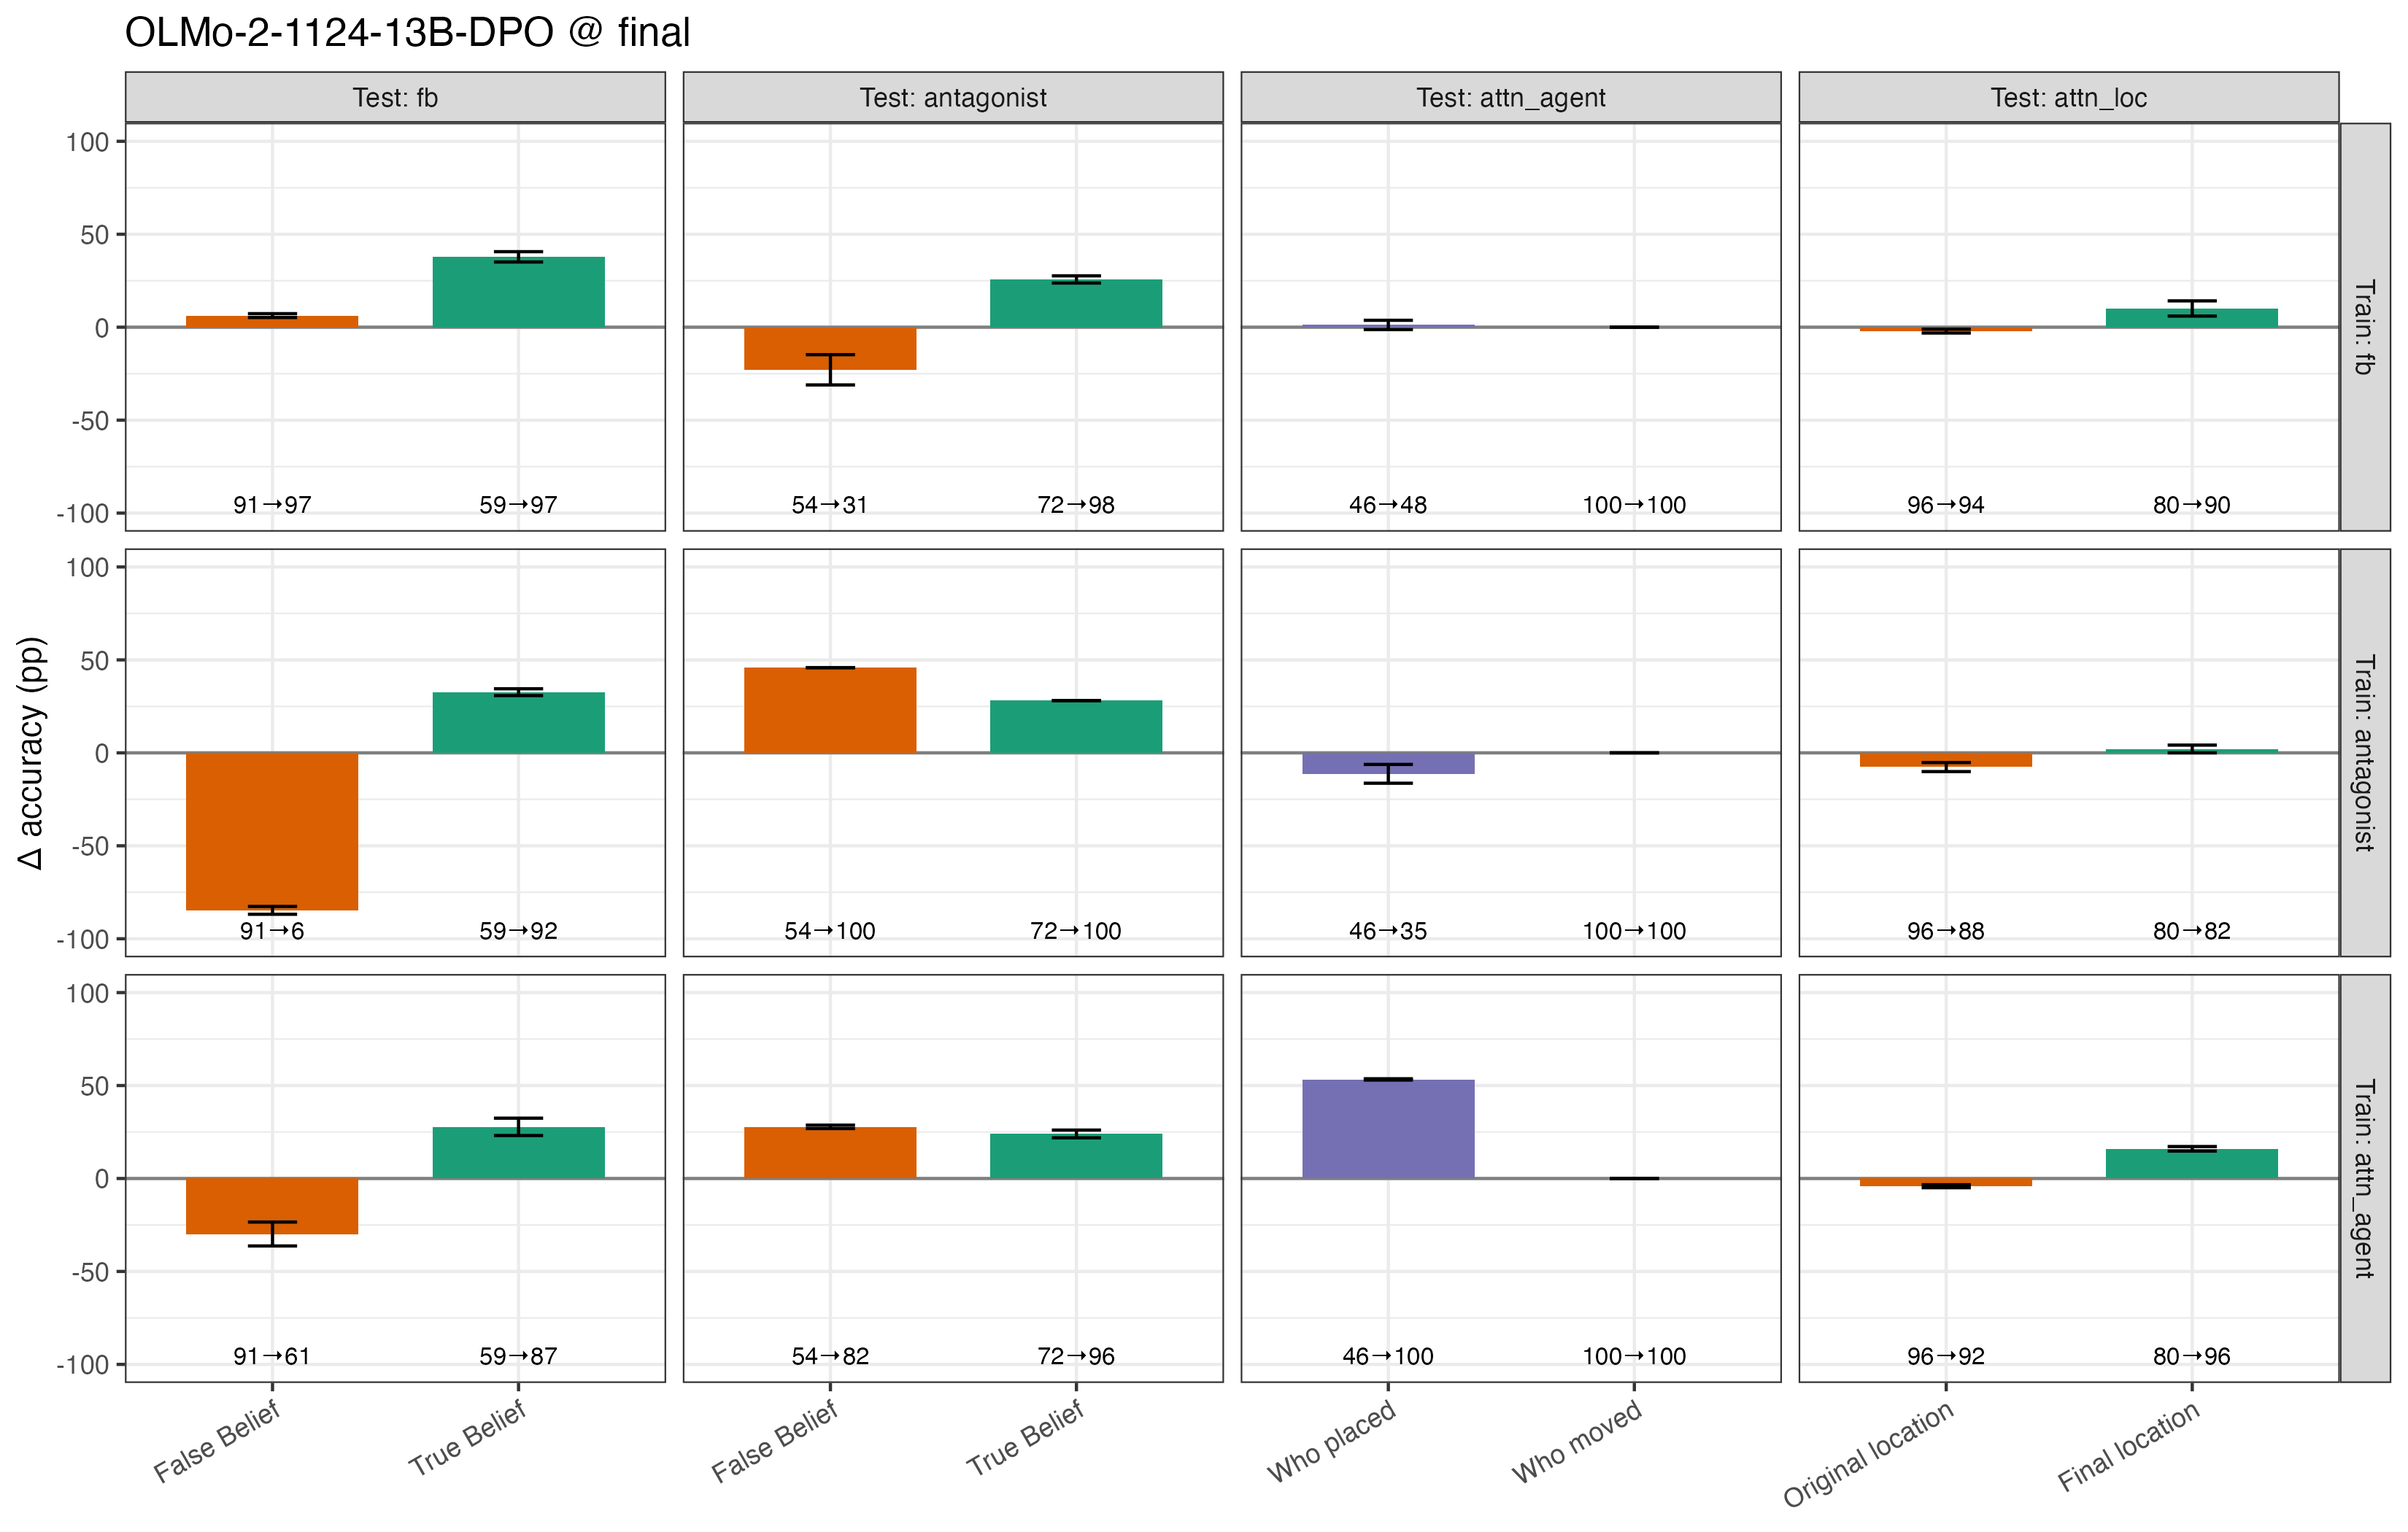 OLMo-2-1124-13B-DPO @ final
Test: fb
Test: antagonist
Test: attn_agent
Test: attn_loc
Δ accuracy (pp)
100
50
0
-50
-100
91→97
59→97
54→31
72→98
46→48
100→100
96→94
80→90
Train: fb
100
50
0
-50
-100
91→6
59→92
54→100
72→100
46→35
100→100
96→88
80→82
Train: antagonist
100
50
0
-50
-100
91→61
59→87
54→82
72→96
46→100
100→100
96→92
80→96
Train: attn_agent
False Belief
True Belief
False Belief
True Belief
Who placed
Who moved
Original location
Final location